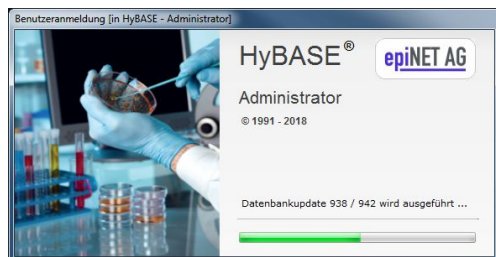 Benutzeranmeldung [in HyBASE - Administrator]
HyBASE®
epiNET AG
Administrator
© 1991 - 2018
Datenbankupdate 938 / 942 wird ausgeführt ...